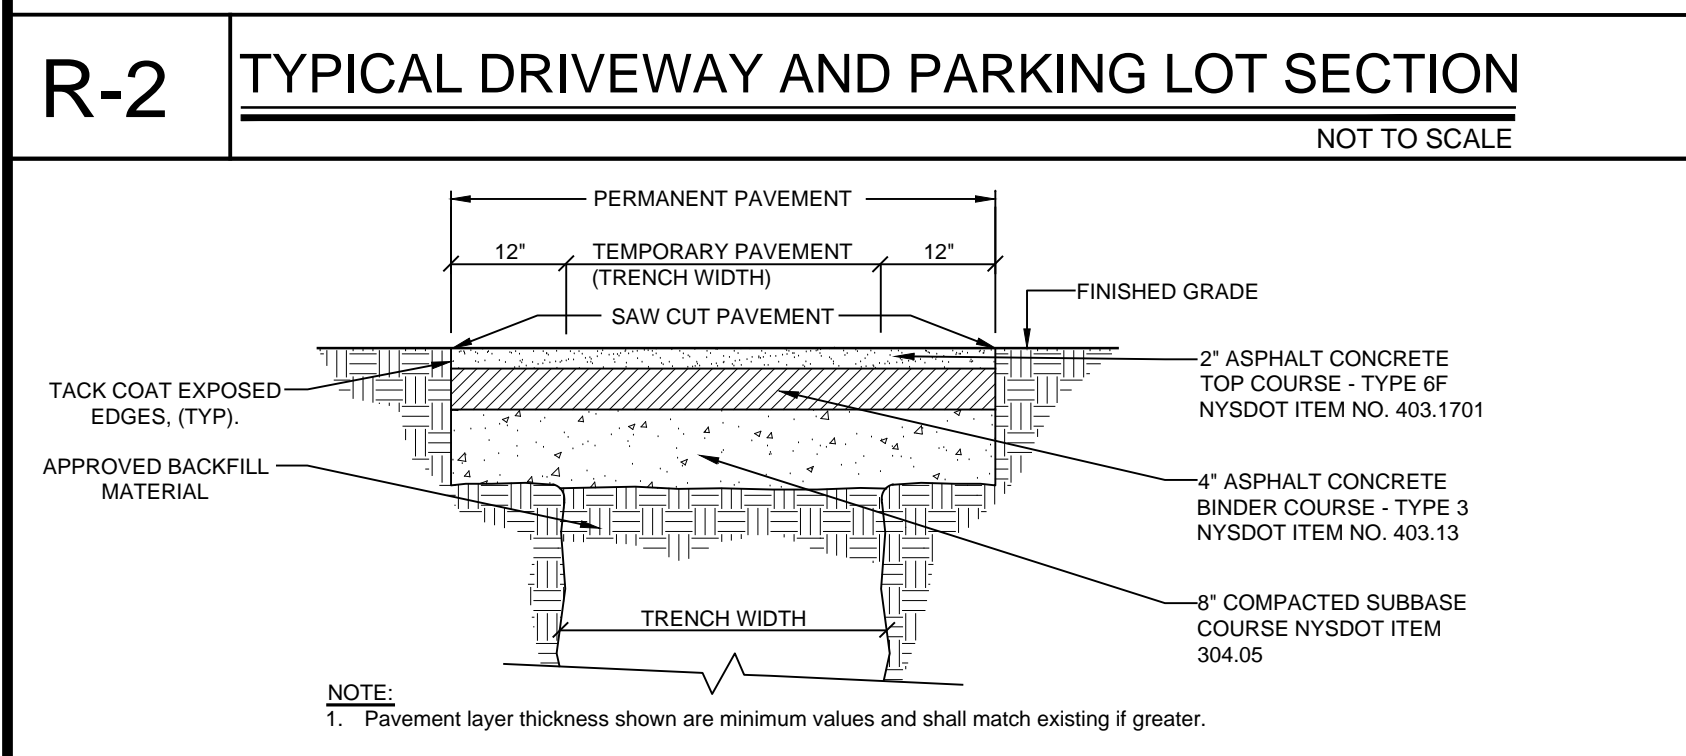 R-2
TYPICAL DRIVEWAY AND PARKING LOT SECTION
NOT TO SCALE
PERMANENT PAVEMENT
12"
TEMPORARY PAVEMENT
(TRENCH WIDTH)
12"
FINISHED GRADE
SAW CUT PAVEMENT
2" ASPHALT CONCRETE
TOP COURSE - TYPE 6F
NYSDOT ITEM NO. 403.1701
TACK COAT EXPOSED
EDGES, (TYP).
APPROVED BACKFILL
MATERIAL
4" ASPHALT CONCRETE
BINDER COURSE - TYPE 3
NYSDOT ITEM NO. 403.13
8" COMPACTED SUBBASE
COURSE NYSDOT ITEM
304.05
TRENCH WIDTH
NOTE:
1. Pavement layer thickness shown are minimum values and shall match existing if greater.